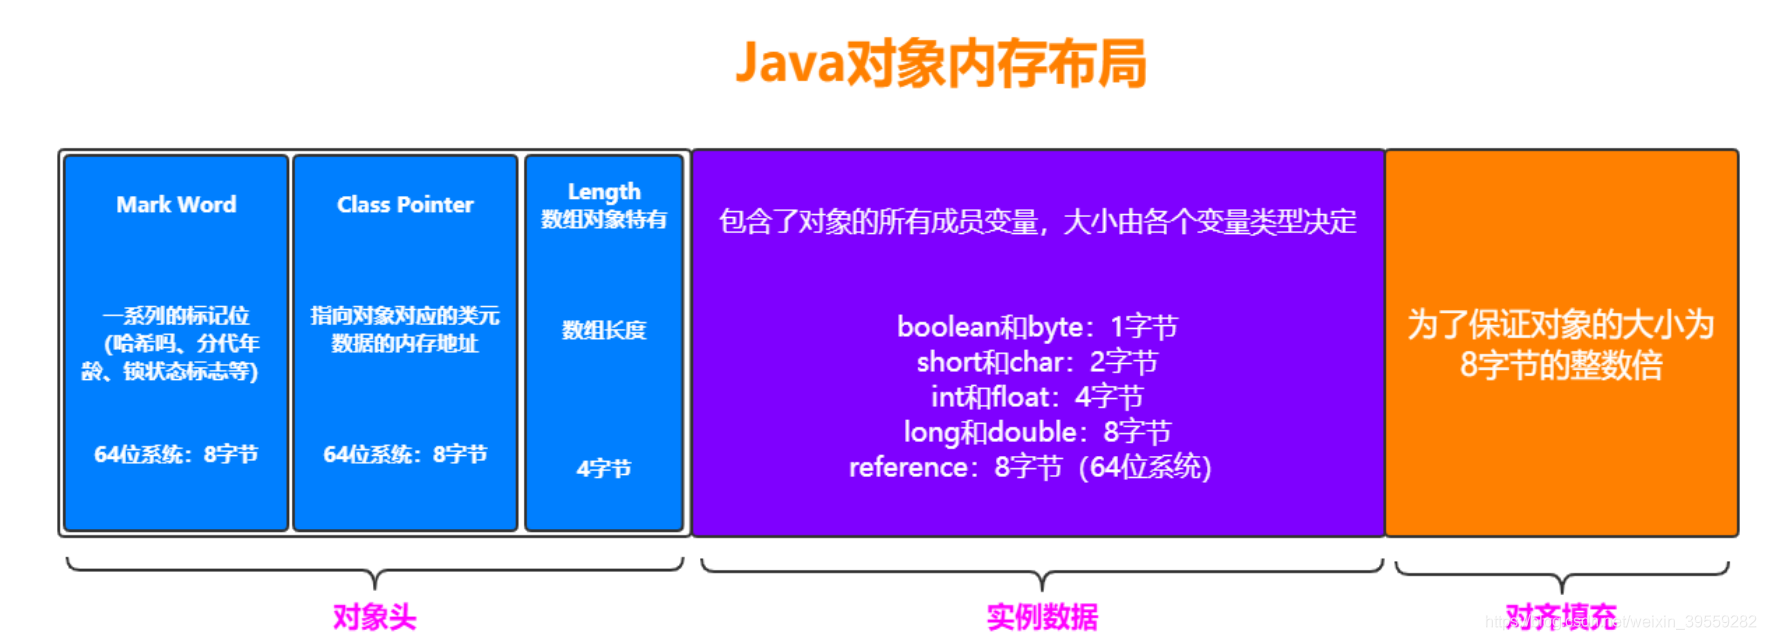 Java对象内存布局
Mark Word
一系列的标记位
(哈希吗、分代年
龄、锁状态标志等)
64位系统：8字节
Class Pointer
指向对象对应的类元
数据的内存地址
64位系统：8字节
Length
数组对象特有
数组长度
4字节
包含了对象的所有成员变量，大小由各个变量类型决定
boolean和byte：1字节
short和char：2字节
int和float：4字节
long和double：8字节
reference：8字节（64位系统）
为了保证对象的大小为
8字节的整数倍
对象头
实例数据
对齐填充
weixin_39559282